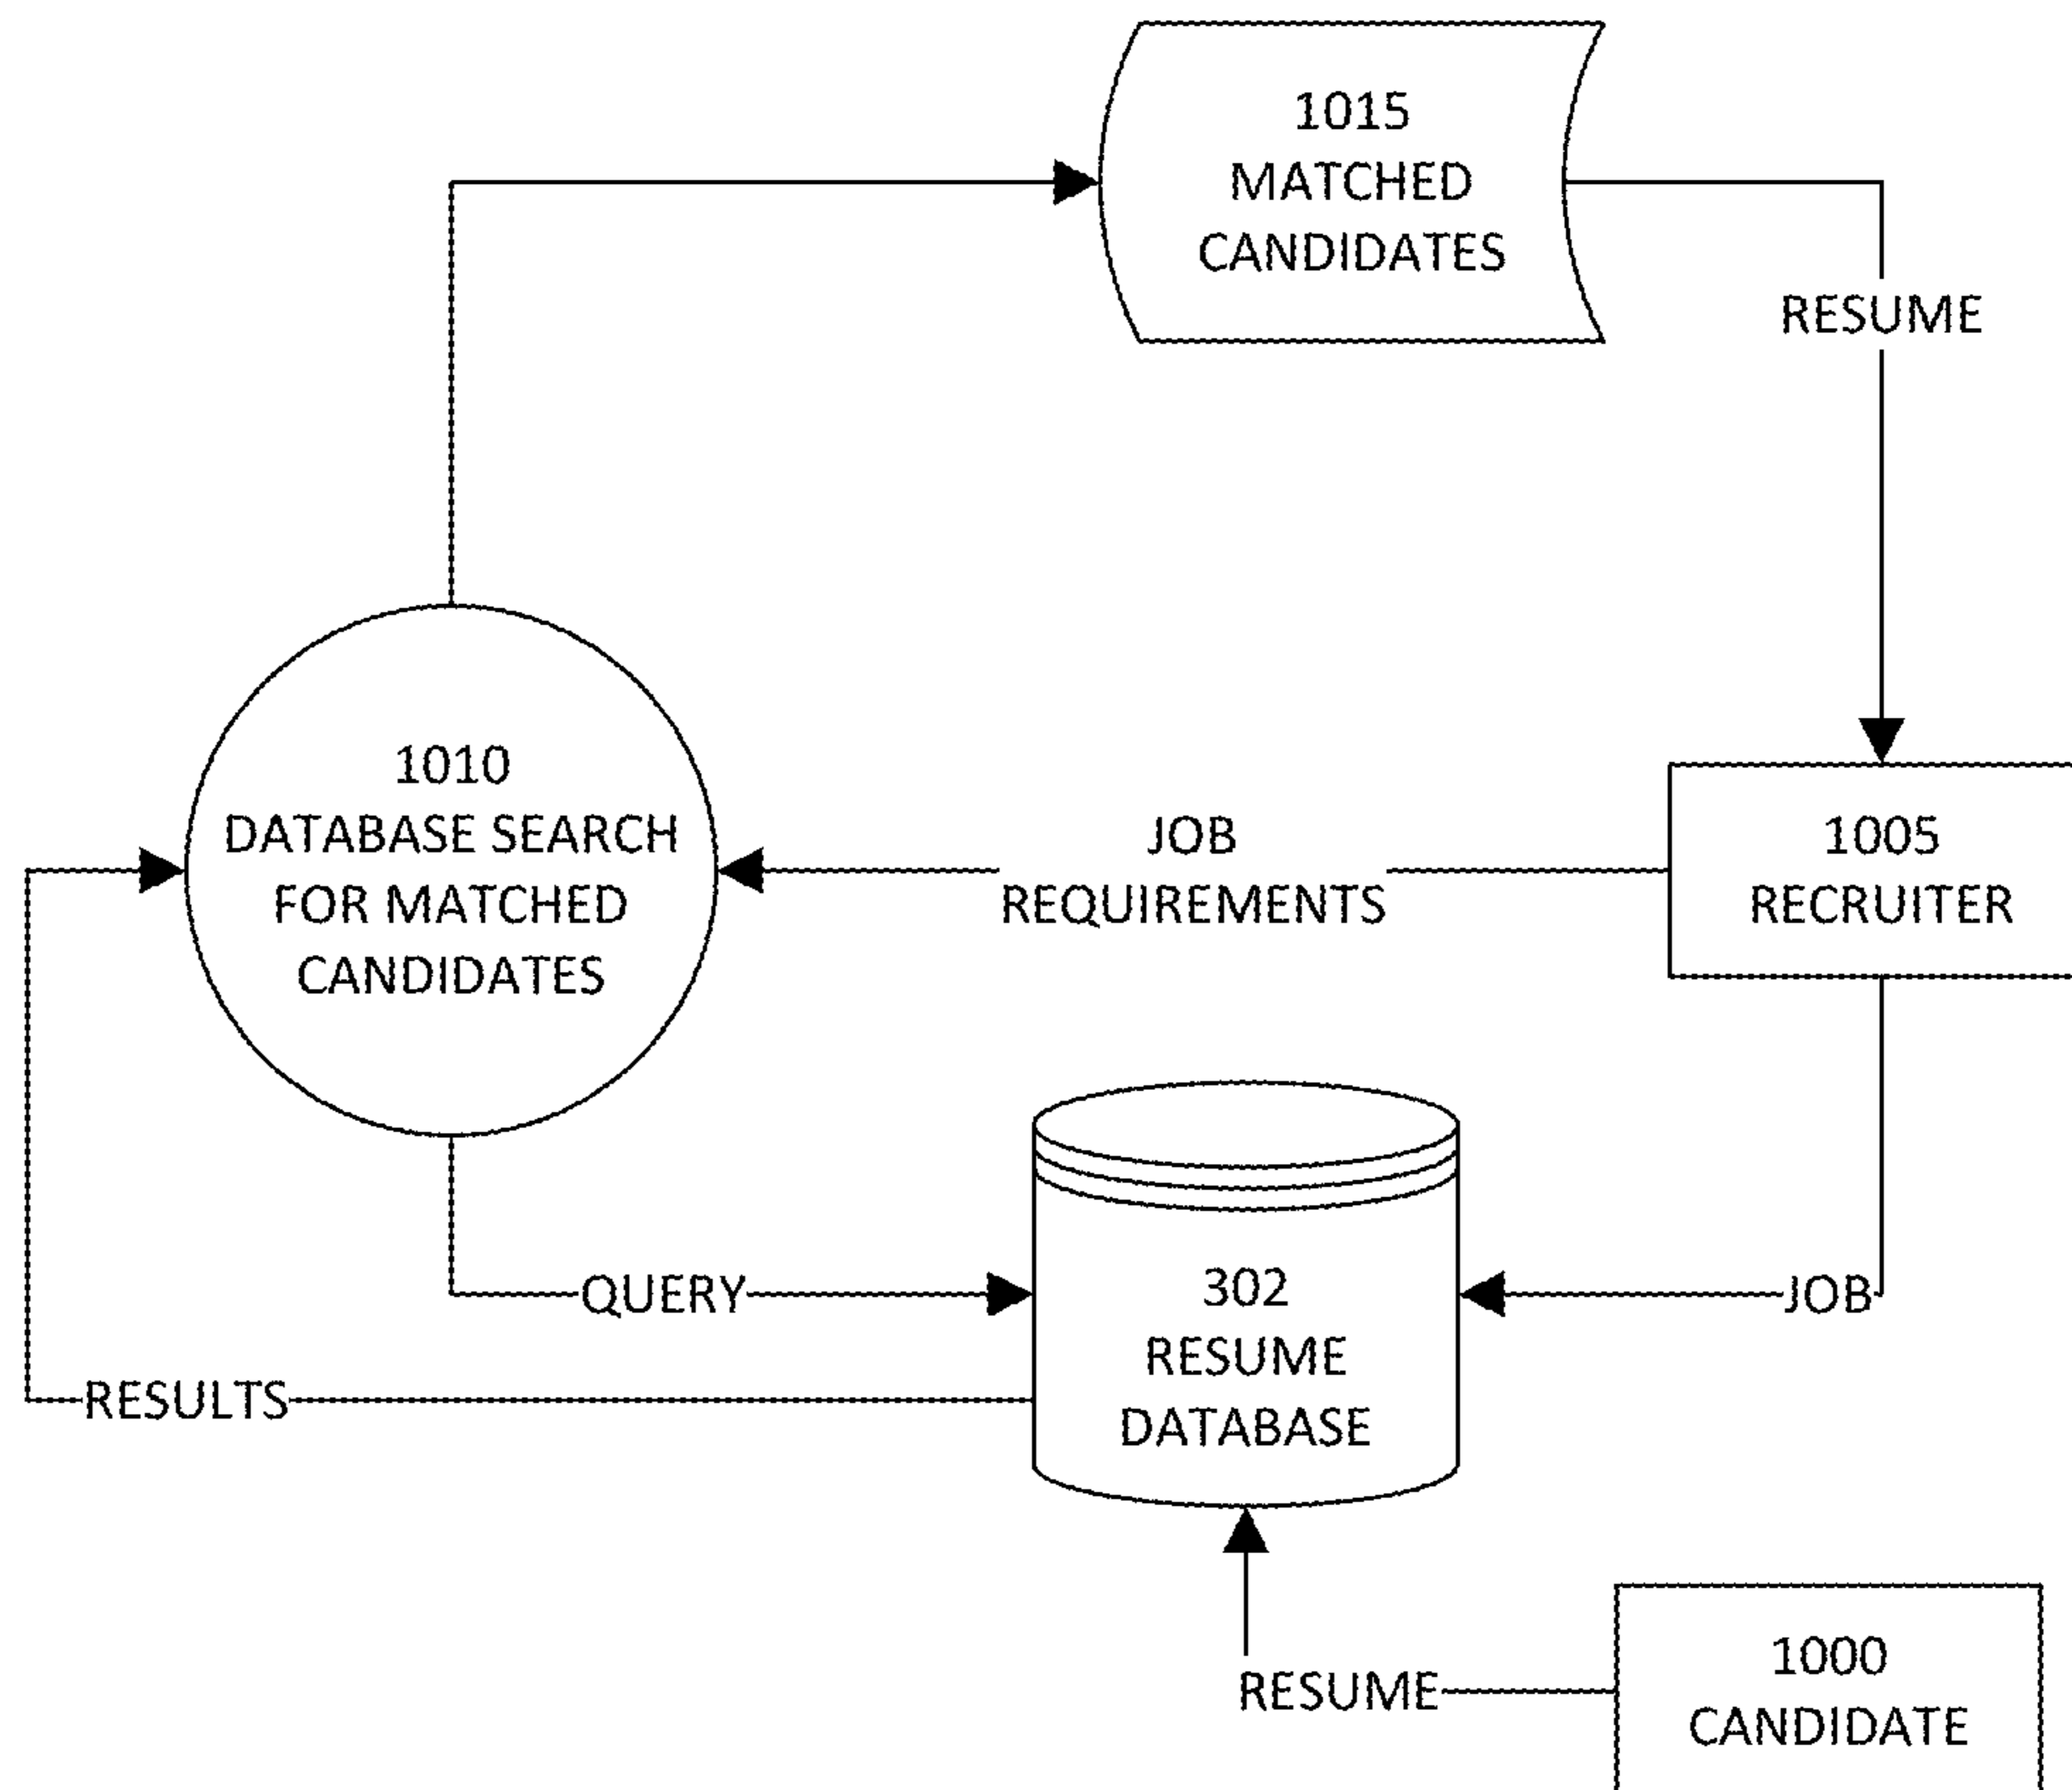 1015
MATCHED
CANDIDATES
RESUME
1010
DATABASE SEARCH
FOR MATCHED
CANDIDATES
JOB
REQUIREMENTS
1005
RECRUITER
QUERY
302
RESUME
DATABASE
JOB
RESULTS
RESUME
1000
CANDIDATE